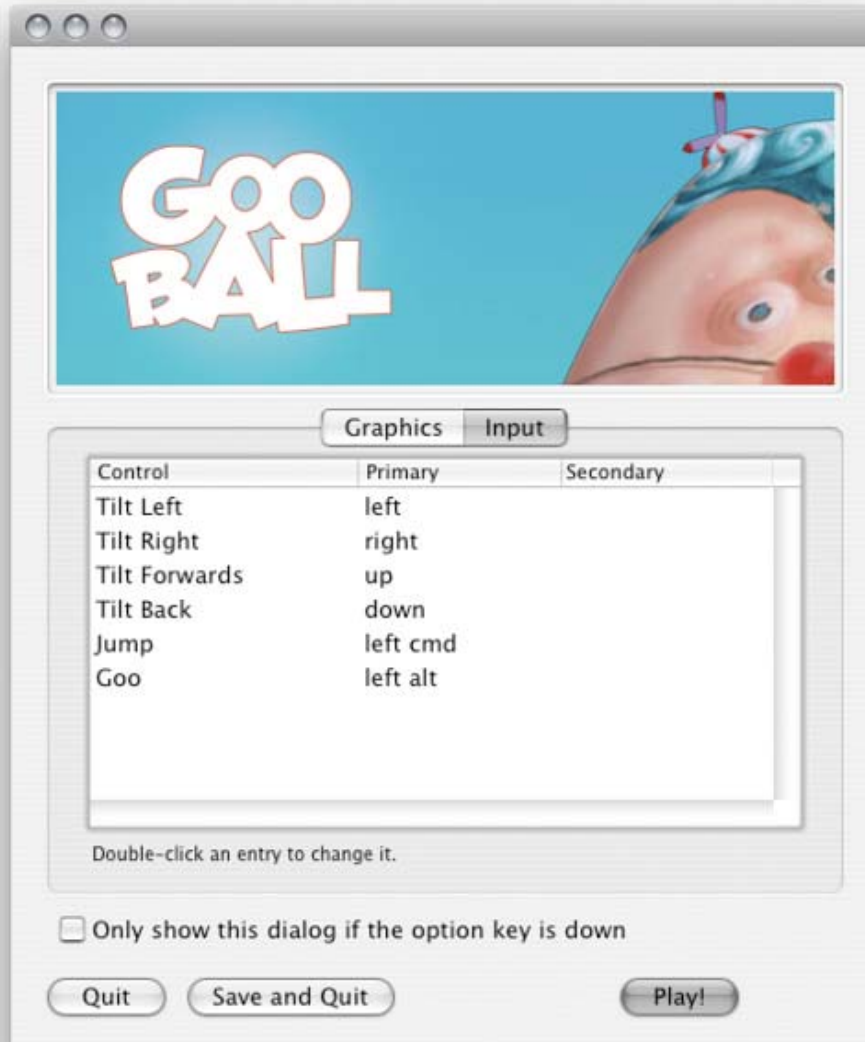 GOO
BALL
Graphics Input
Control Primary Secondary
Tilt Left left
Tilt Right right
Tilt Forwards up
Tilt Back down
Jump left cmd
Goo left alt
Double-click an entry to change it.
Only show this dialog if the option key is down
Quit Save and Quit Play!